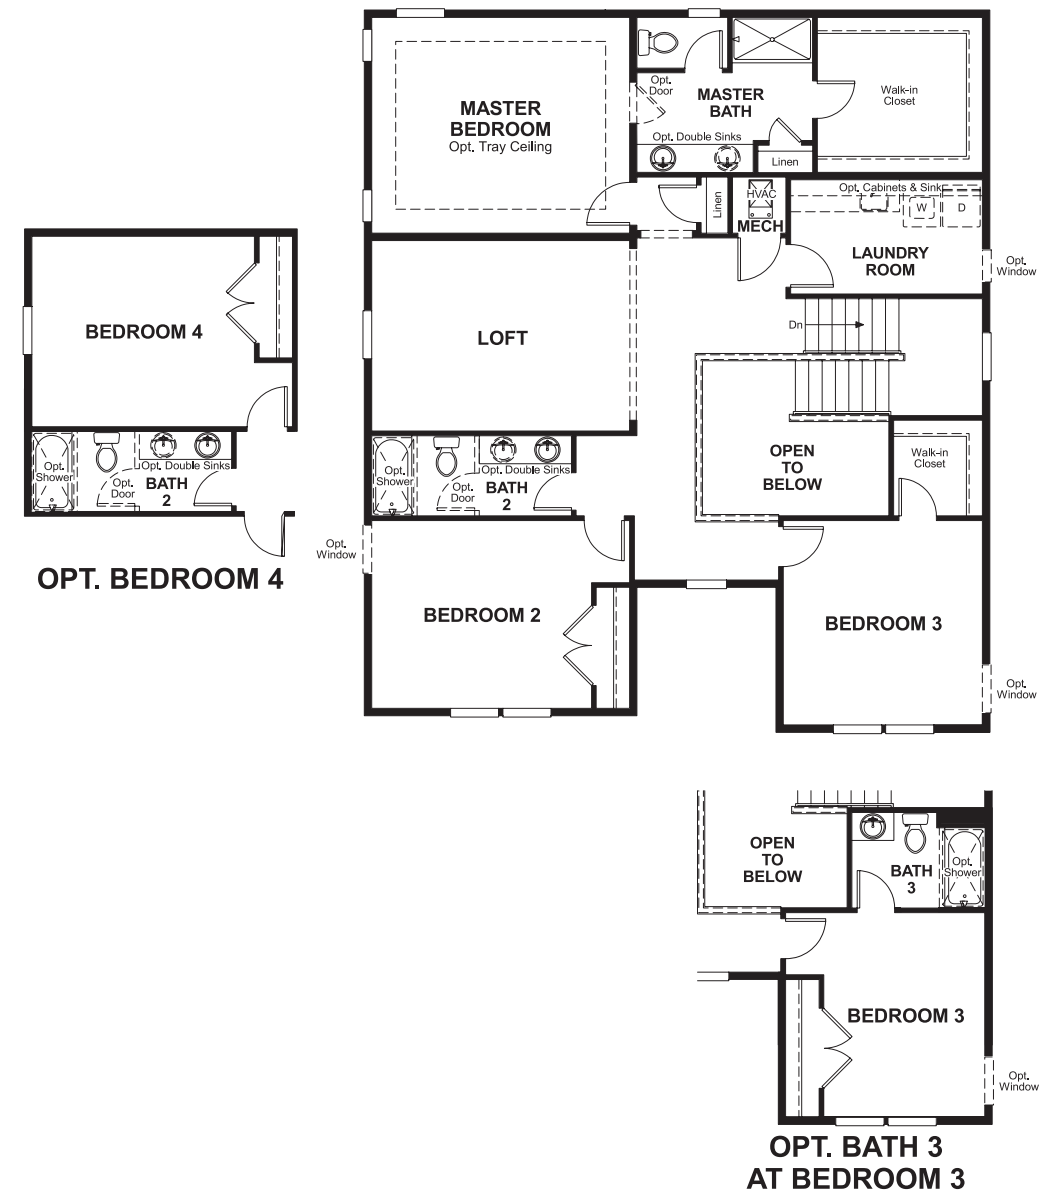 MASTER
BEDROOM
Opt. Tray Ceiling
Opt.
Door
MASTER
BATH
Opt. Double Sinks
Linen
Walk-in
Closet
Linen
HVAC
MECH
Opt. Cabinets & Sink
W
D
LAUNDRY
ROOM
Opt.
Window
Dn
LOFT
OPEN
TO
BELOW
Walk-in
Closet
Opt.
Shower
Opt. Double Sinks
Opt.
Door
BATH
2
Opt.
Window
BEDROOM 2
BEDROOM 3
Opt.
Window
BEDROOM 4
Opt.
Shower
Opt. Double Sinks
Opt.
Door
BATH
2
OPT. BEDROOM 4
OPEN
TO
BELOW
BATH
3
Opt.
Shower
BEDROOM 3
Opt.
Window
OPT. BATH 3
AT BEDROOM 3